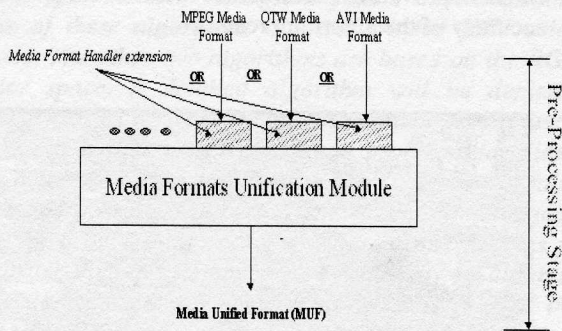 MPEG Media Format
QTW Media Format
AVI Media Format
Media Format Handler extension
OR
OR
OR
Media Formats Unification Module
Media Unified Format (MUF)
Pre-Processing Stage